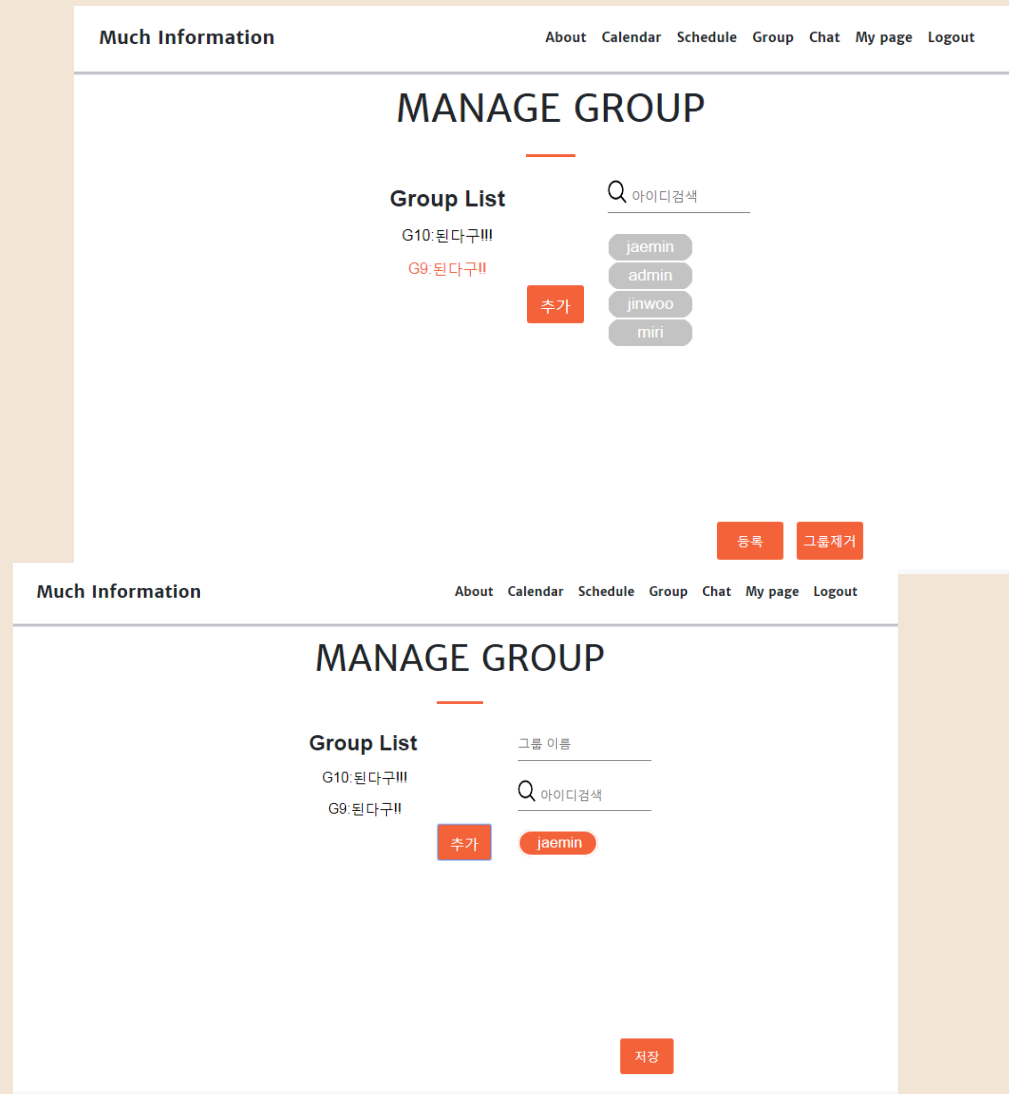 Much Information
About Calendar Schedule Group Chat My page Logout
MANAGE GROUP
Group List
G10:된다구!!!
G9:된다구!!
추가
아이디검색
jaemin
admin
jinwoo
miri
등록 그룹제거
Much Information
About Calendar Schedule Group Chat My page Logout
MANAGE GROUP
Group List
G10:된다구!!!
G9:된다구!!
추가
그룹 이름
아이디검색
jaemin
저장